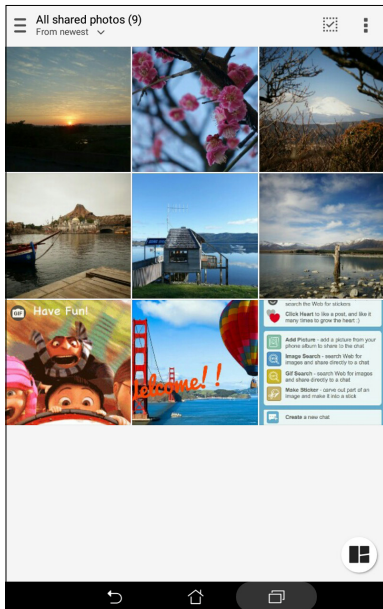 All shared photos (9)
From newest
GIF
Have Fun!
Welcome!!
search the Web for stickers
Click Heart to like a post, and like it
many times to grow the heart :)
Add Picture - add a picture from your
phone album to share to the chat
Image Search - search Web for
images and share directly to a chat
Gif Search - search Web for images
and share directly to a chat
Make Sticker - carve out part of an
image and make it into a stick
Create a new chat